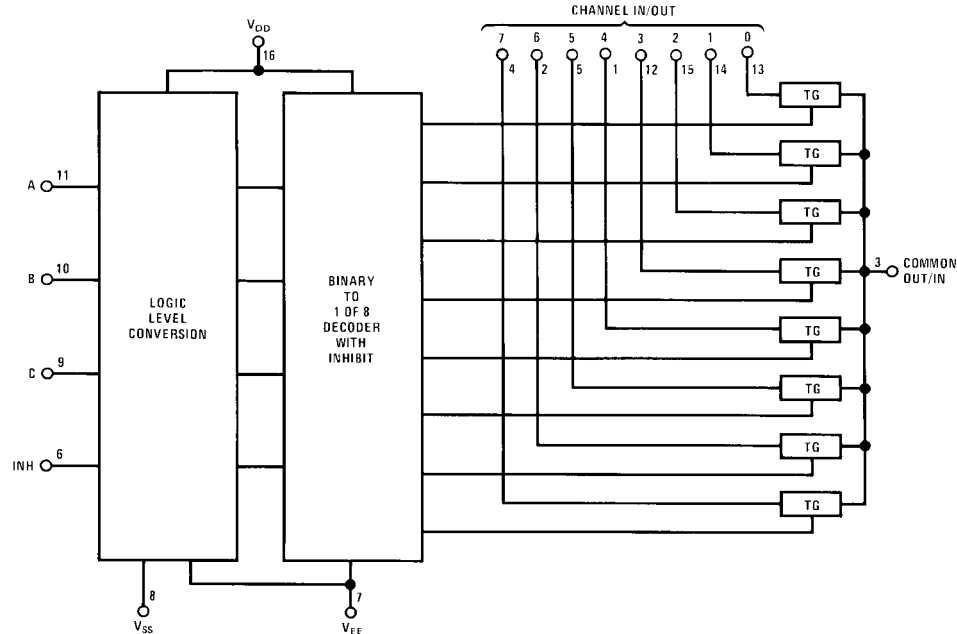 CHANNEL IN/OUT
7 6 5 4 3 2 1 0
4 2 5 1 12 15 14 13
VDD
16
TG
TG
TG
TG
TG
TG
TG
TG
A 11
B 10
C 9
INH 6
LOGIC
LEVEL
CONVERSION
BINARY
TO
1 OF 8
DECODER
WITH
INHIBIT
3 COMMON
OUT/IN
8
VSS
7
VEE